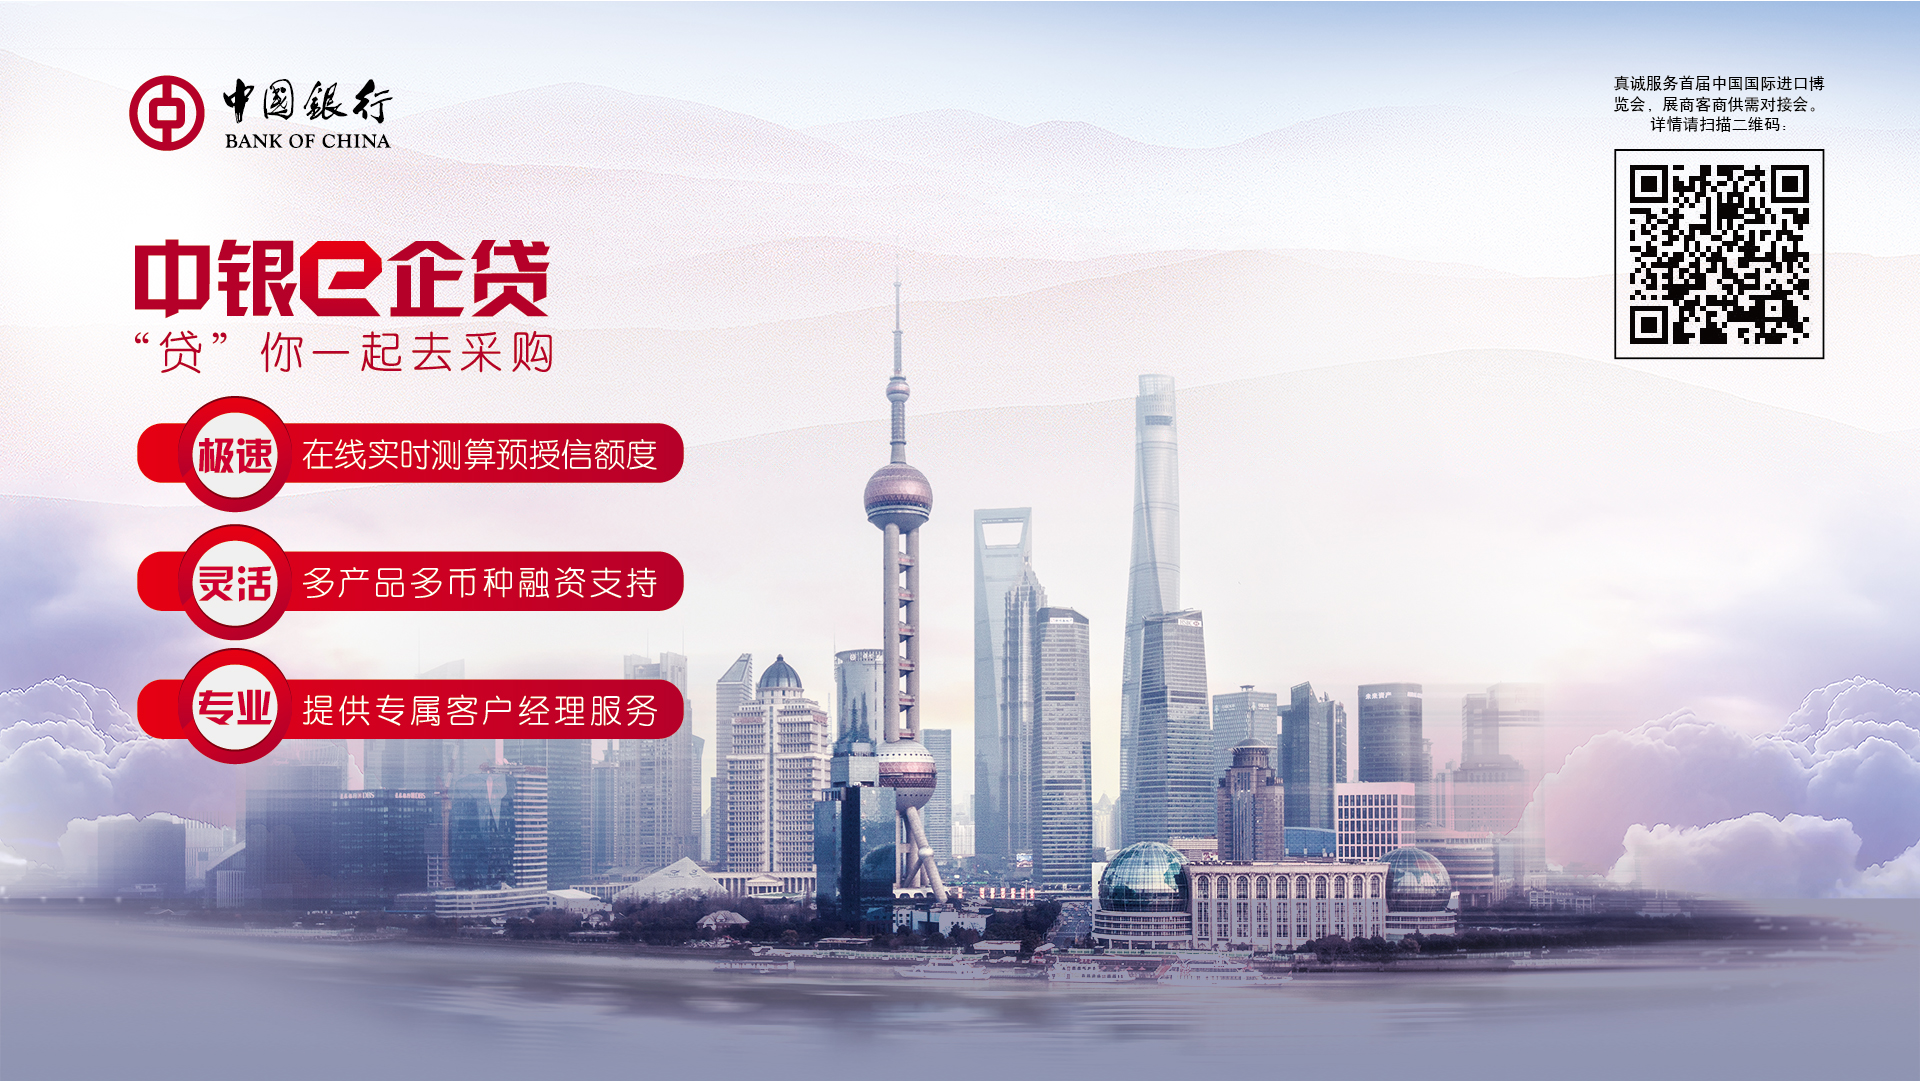 中国銀行
BANK OF CHINA
真诚服务首届中国国际进口博
览会，展商客商供需对接会。
详情请扫描二维码：
中银e企贷
“贷”你一起去采购
极速 在线实时测算预授信额度
灵活 多产品多币种融资支持
专业 提供专属客户经理服务